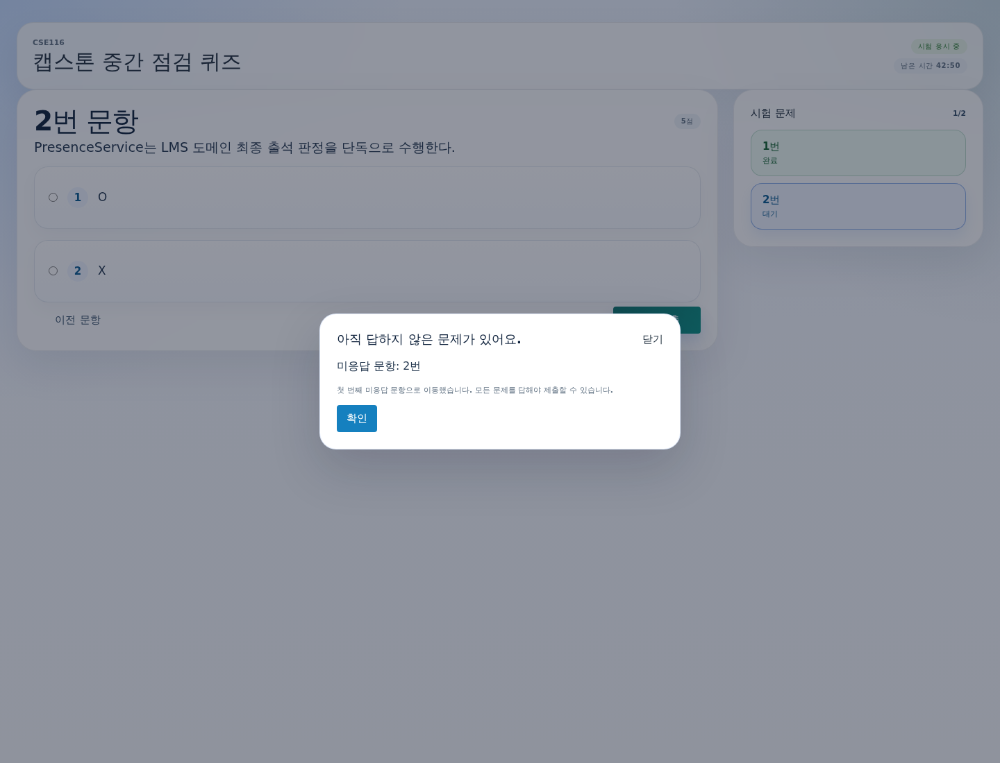 CSE116
캡스톤 중간 점검 퀴즈
시험 응시 중
남은 시간 42:50
2번 문항
5점
PresenceService는 LMS 도메인 최종 출석 판정을 단독으로 수행한다.
1 O
2 X
이전 문항
시험 문제 1/2
1번
완료
2번
대기
아직 답하지 않은 문제가 있어요.
닫기
미응답 문항: 2번
첫 번째 미응답 문항으로 이동했습니다. 모든 문제를 답해야 제출할 수 있습니다.
확인